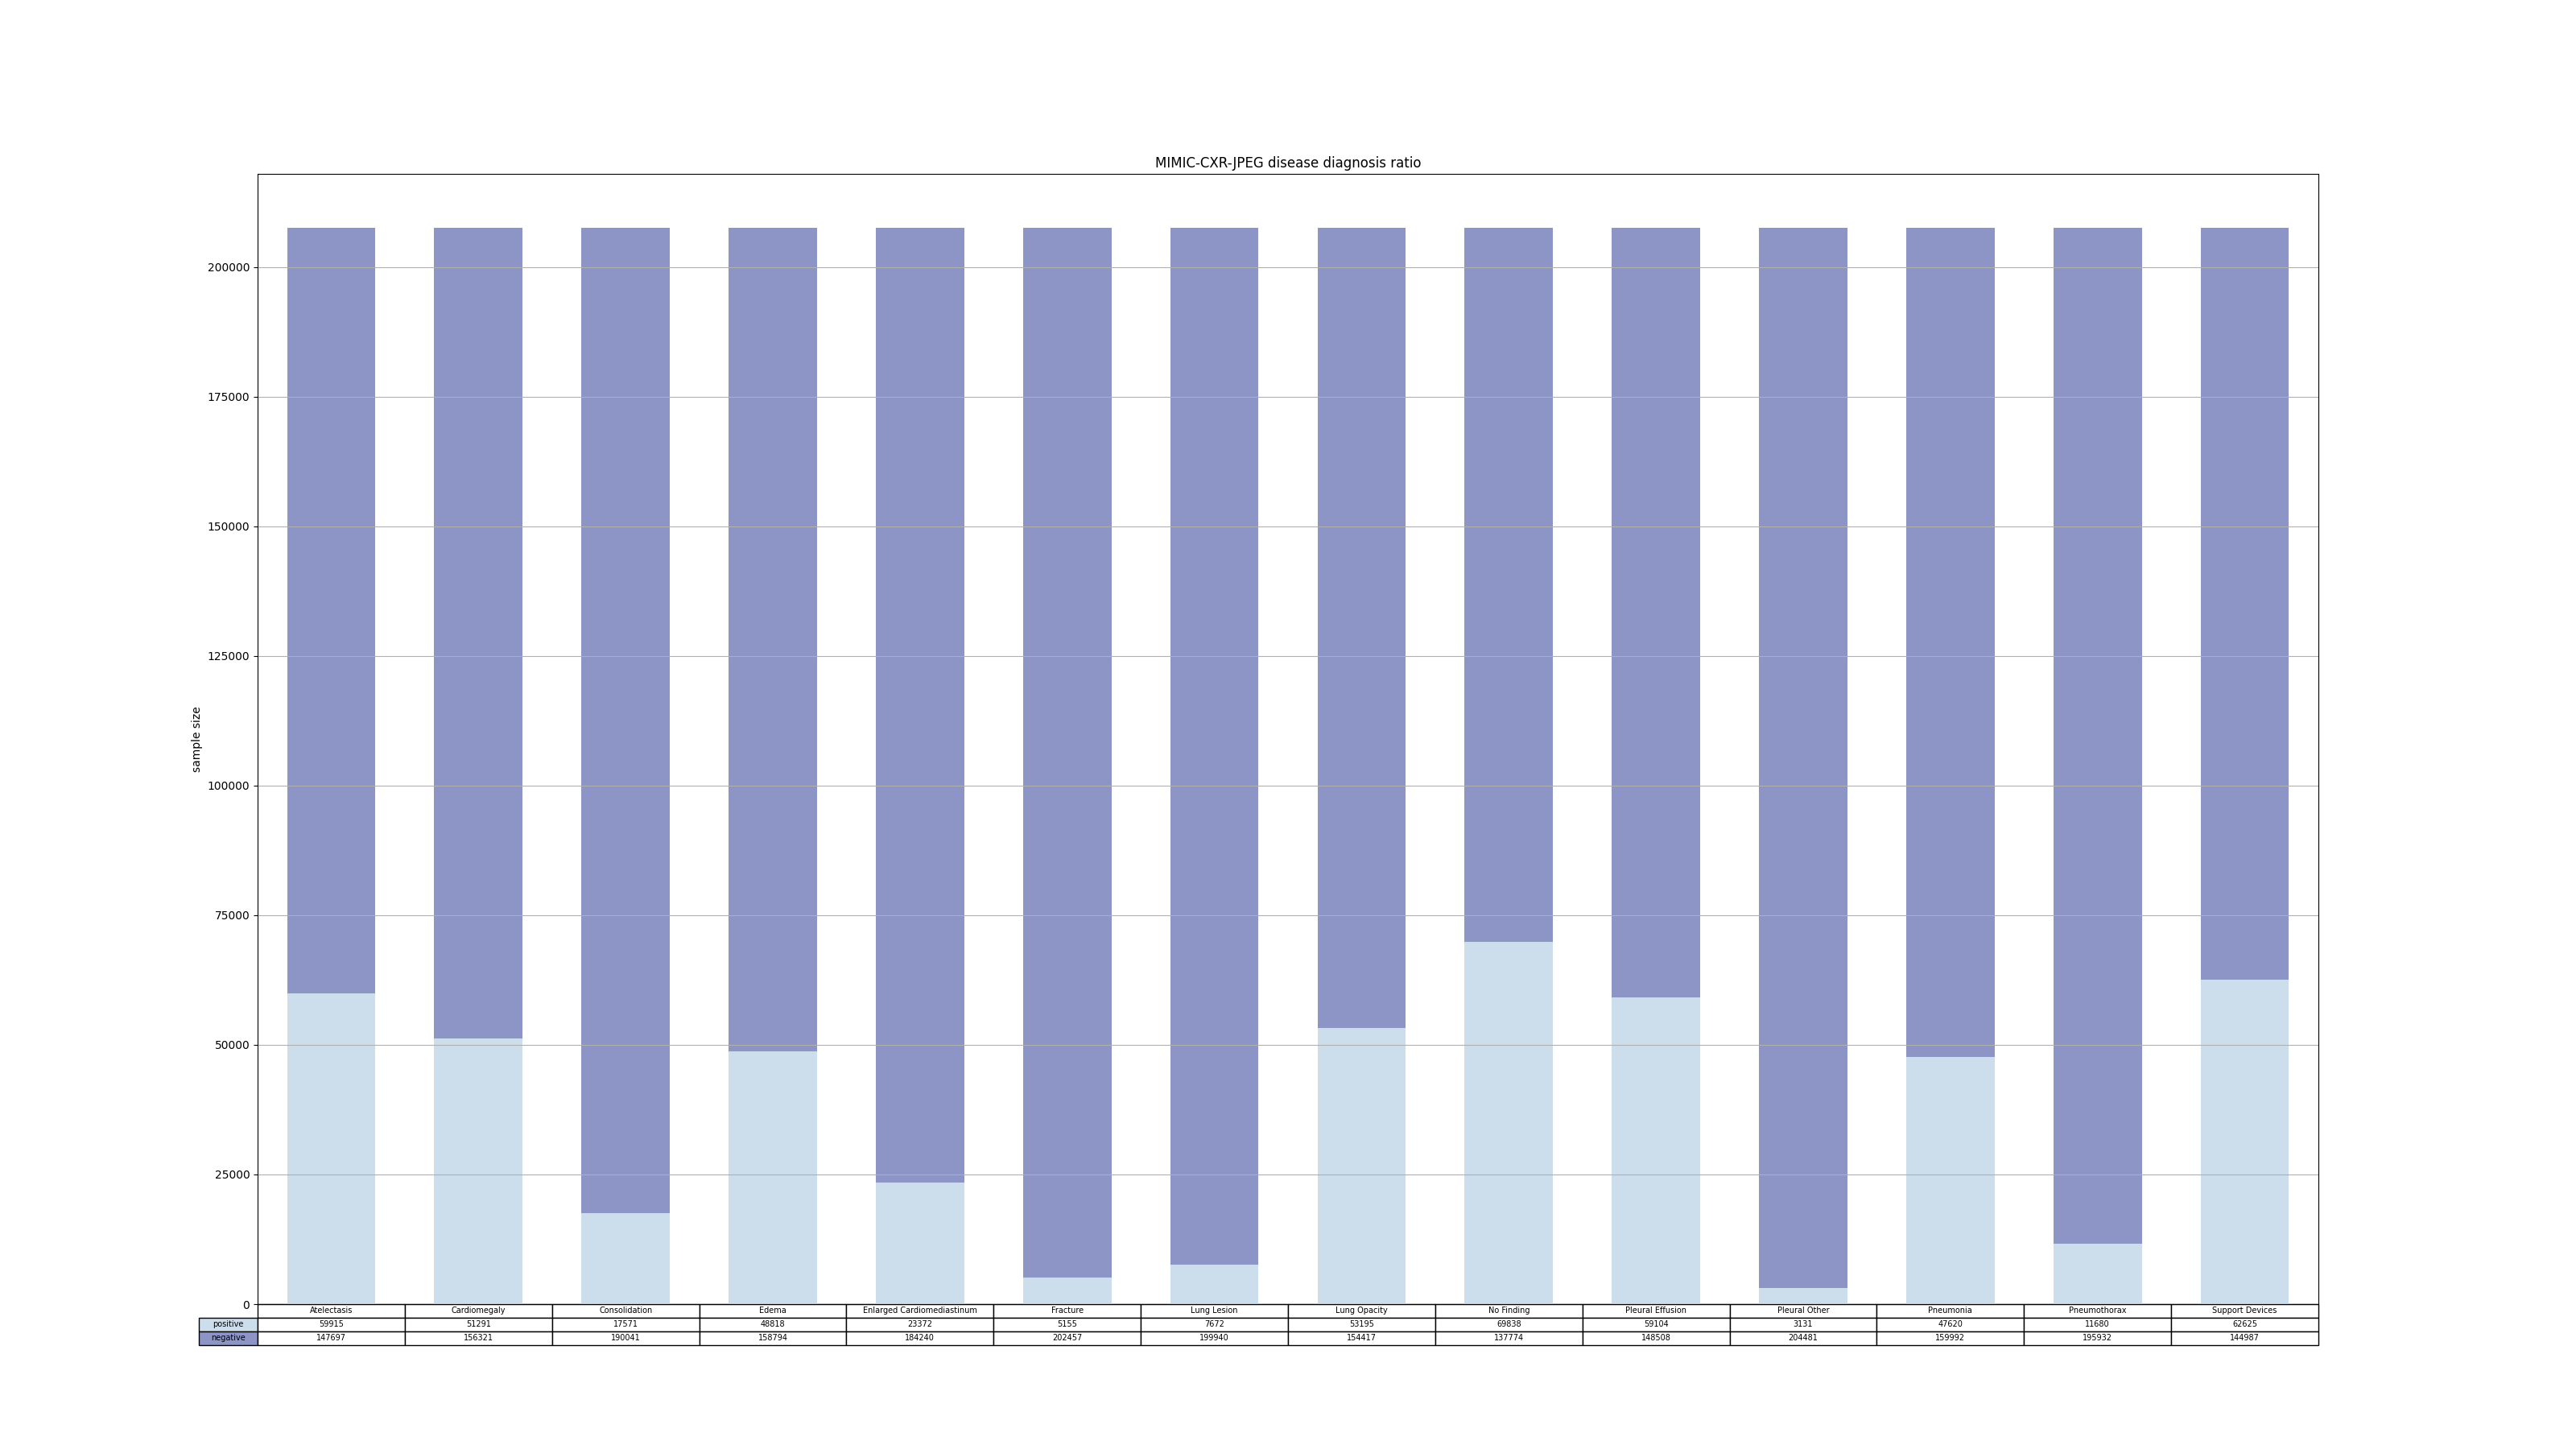 MIMIC-CXR-JPEG disease diagnosis ratio
200000
175000
150000
125000
100000
75000
50000
25000
0
sample size
Atelectasis Cardiomegaly Consolidation Edema Enlarged Cardiomediastinum Fracture Lung Lesion Lung Opacity No Finding Pleural Effusion Pleural Other Pneumonia Pneumothorax Support Devices
positive 59915 51291 17571 48818 23372 5155 7672 53195 69838 59104 3131 47620 11680 62625
negative 147697 156321 190041 158794 184240 202457 199940 154417 137774 148508 204481 159992 195932 144987